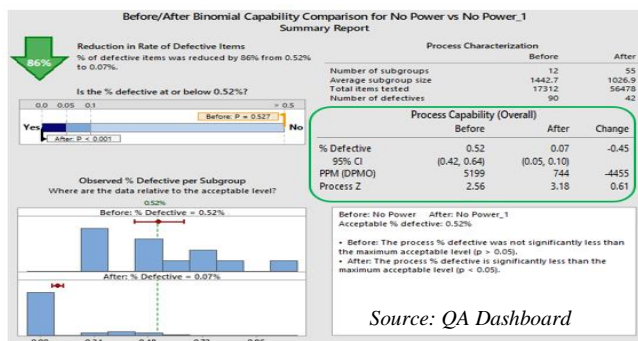 Before/After Binomial Capability Comparison for No Power vs No Power_1
Summary Report
Reduction in Rate of Defective Items
86%
% of defective items was reduced by 86% from 0.52%
to 0.07%.
Is the % defective at or below 0.52%?
0.0 0.05 0.1 > 0.5
Before: P = 0.527
Yes No
After: P < 0.001
Observed % Defective per Subgroup
Where are the data relative to the acceptable level?
0.52%
Before: % Defective = 0.52%
After: % Defective = 0.07%
Process Characterization
Before After
Number of subgroups 12 55
Average subgroup size 1442.7 1026.9
Total items tested 17312 56478
Number of defectives 90 42
Process Capability (Overall)
Before After Change
% Defective 0.52 0.07 -0.45
95% CI (0.42, 0.64) (0.05, 0.10)
PPM (DPMO) 5199 744 -4455
Process Z 2.56 3.18 0.61
Before: No Power After: No Power_1
Acceptable % defective: 0.52%
• Before: The process % defective was not significantly less than
the maximum acceptable level (p > 0.05).
• After: The process % defective is significantly less than the
maximum acceptable level (p < 0.05).
Source: QA Dashboard